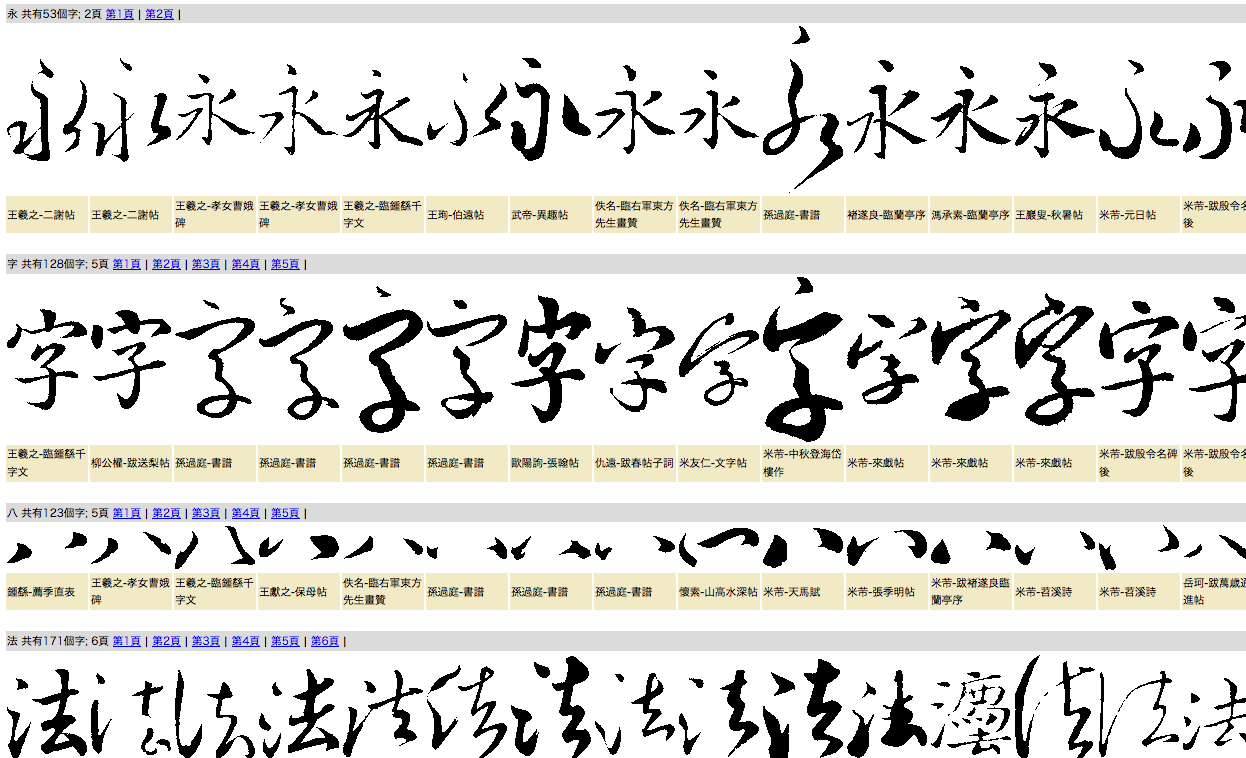 永 共有53個字; 2頁 第1頁 | 第2頁 |
永 永 永 永 永 永 永 永 永 永 永 永 永 永 永
王羲之-二謝帖 王羲之-二謝帖 王羲之-孝女曹娥碑 王羲之-孝女曹娥碑 王羲之-臨鍾繇千字文 王珣-伯遠帖 武帝-異趣帖 佚名-臨右軍東方先生畫贊 佚名-臨右軍東方先生畫贊 孫過庭-書譜 褚遂良-臨蘭亭序 馮承素-臨蘭亭序 王巖叟-秋暑帖 米芾-元日帖 米芾-跋殷令名後
字 共有128個字; 5頁 第1頁 | 第2頁 | 第3頁 | 第4頁 | 第5頁 |
字 字 字 字 字 字 字 字 字 字 字 字 字 字 字
王羲之-臨鍾繇千字文 柳公權-跋送梨帖 孫過庭-書譜 孫過庭-書譜 孫過庭-書譜 孫過庭-書譜 歐陽詢-張翰帖 仇遠-跋春帖子詞 米友仁-文字帖 米芾-中秋登海岱樓作 米芾-來戲帖 米芾-來戲帖 米芾-來戲帖 米芾-跋殷令名碑後 米芾-跋殷令名後
八 共有123個字; 5頁 第1頁 | 第2頁 | 第3頁 | 第4頁 | 第5頁 |
八 八 八 八 八 八 八 八 八 八 八 八 八 八 八
鍾繇-薦季直表 王羲之-孝女曹娥碑 王羲之-臨鍾繇千字文 王獻之-保母帖 佚名-臨右軍東方先生畫贊 孫過庭-書譜 孫過庭-書譜 孫過庭-書譜 懷素-山高水深帖 米芾-天馬賦 米芾-張季明帖 米芾-跋褚遂良臨蘭亭序 米芾-苕溪詩 米芾-苕溪詩 岳珂-跋萬歲通進帖
法 共有171個字; 6頁 第1頁 | 第2頁 | 第3頁 | 第4頁 | 第5頁 | 第6頁 |
法 法 法 法 法 法 法 法 法 法 法 灋 法 法 法